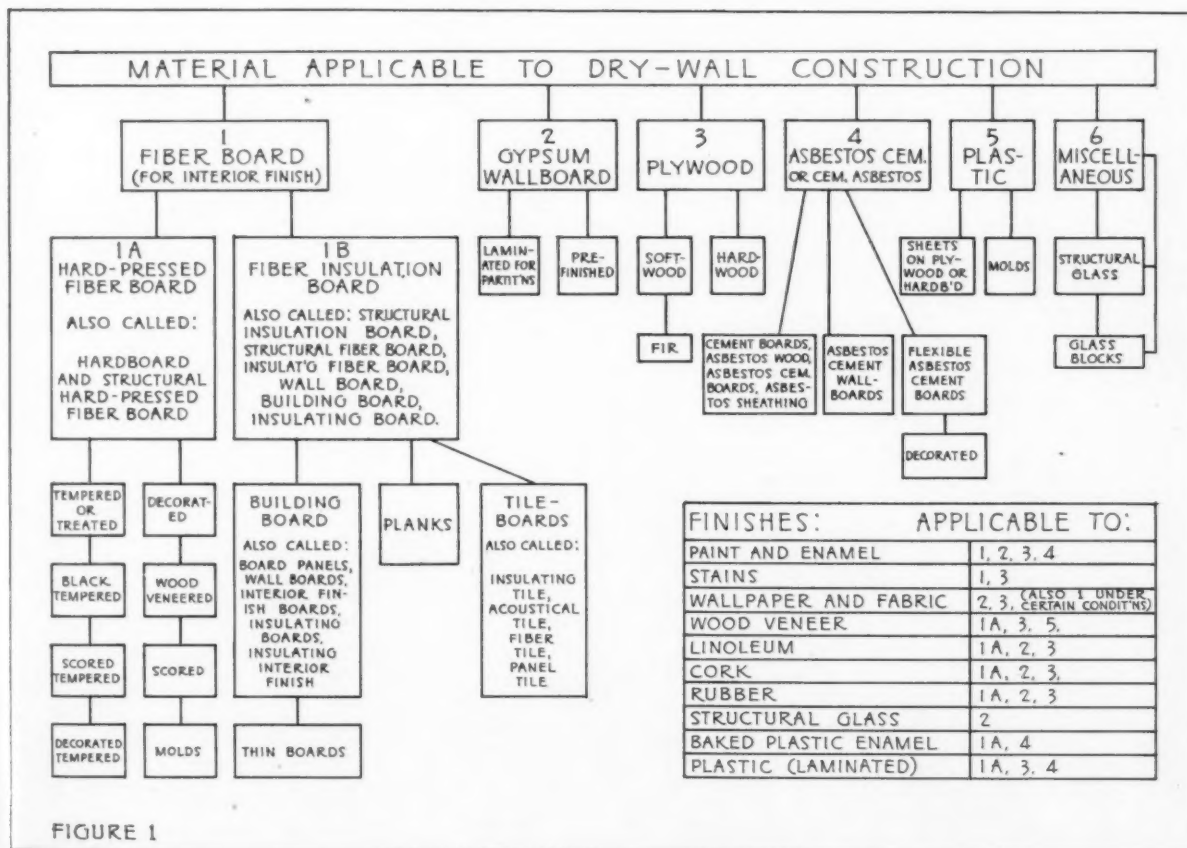 MATERIAL APPLICABLE TO DRY-WALL CONSTRUCTION
1
FIBER BOARD
(FOR INTERIOR FINISH)
2
GYPSUM
WALLBOARD
3
PLYWOOD
4
ASBESTOS CEM.
OR CEM. ASBESTOS
5
PLAS-
TIC
6
MISCELL-
ANEOUS
1A
HARD-PRESSED
FIBER BOARD
ALSO CALLED:
HARDBOARD
AND STRUCTURAL
HARD-PRESSED
FIBER BOARD
1B
FIBER INSULATION
BOARD
ALSO CALLED: STRUCTURAL
INSULATION BOARD,
STRUCTURAL FIBER BOARD,
INSULAT'G FIBER BOARD,
WALL BOARD,
BUILDING BOARD,
INSULATING BOARD.
LAMIN-
ATED FOR
PARTIT'NS
PRE-
FINISHED
SOFT-
WOOD
HARD-
WOOD
SHEETS
ON PLY-
WOOD OR
HARDB'D
MOLDS
STRUCTURAL
GLASS
FIR
CEMENT BOARDS,
ASBESTOS WOOD,
ASBESTOS CEM.
BOARDS, ASBES-
TOS SHEATHING
ASBESTOS
CEMENT
WALL-
BOARDS
FLEXIBLE
ASBESTOS
CEMENT
BOARDS
GLASS
BLOCKS
DECORATED
TEMPERED
OR
TREATED
DECORAT-
ED
BUILDING
BOARD
ALSO CALLED:
BOARD PANELS,
WALL BOARDS,
INTERIOR FIN-
ISH BOARDS,
INSULATING
BOARDS,
INSULATING
INTERIOR
FINISH
PLANKS
TILE-
BOARDS
ALSO CALLED:
INSULATING
TILE,
ACOUSTICAL
TILE,
FIBER
TILE,
PANEL
TILE
BLACK
TEMPERED
WOOD
VENEERED
SCORED
TEMPERED
SCORED
DECORATED
TEMPERED
MOLDS
THIN BOARDS
FINISHES: APPLICABLE TO:
PAINT AND ENAMEL 1, 2, 3, 4
STAINS 1, 3
WALLPAPER AND FABRIC 2, 3, (ALSO 1 UNDER CERTAIN CONDIT'NS)
WOOD VENEER 1A, 3, 5.
LINOLEUM 1A, 2, 3
CORK 1A, 2, 3,
RUBBER 1A, 2, 3
STRUCTURAL GLASS 2
BAKED PLASTIC ENAMEL 1A, 4
PLASTIC (LAMINATED) 1A, 3, 4
FIGURE 1